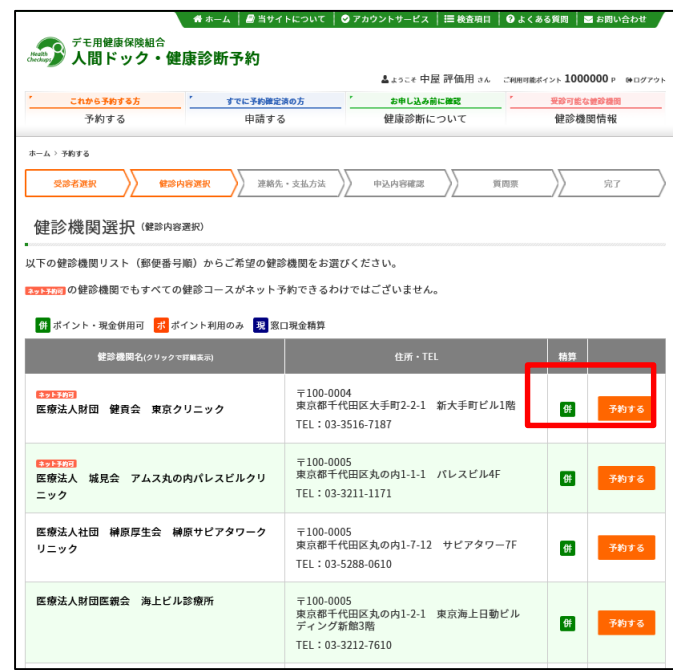 ホーム 当サイトについて アカウントサービス 検査項目 よくある質問 お問い合わせ
Health Checkups
デモ用健康保険組合
人間ドック・健康診断予約
ようこそ 中屋 評価用 さん ご利用可能ポイント 1000000 P ログアウト
これから予約する方 すでに予約確定済の方 お申し込み前に確認 受診可能な健診機関
予約する 申請する 健康診断について 健診機関情報
ホーム > 予約する
受診者選択 健診内容選択 連絡先・支払方法 申込内容確認 質問票 完了
健診機関選択 (健診内容選択)
以下の健診機関リスト（郵便番号順）からご希望の健診機関をお選びください。
ネット予約可 の健診機関でもすべての健診コースがネット予約できるわけではございません。
併 ポイント・現金併用可 ポ ポイント利用のみ 現 窓口現金精算
健診機関名(クリックで詳細表示) 住所・TEL 精算
ネット予約可
医療法人財団 健貢会 東京クリニック
〒100-0004
東京都千代田区大手町2-2-1 新大手町ビル1階
TEL：03-3516-7187
併 予約する
ネット予約可
医療法人 城見会 アムス丸の内パレスビルクリ
ニック
〒100-0005
東京都千代田区丸の内1-1-1 パレスビル4F
TEL：03-3211-1171
併 予約する
医療法人社団 榊原厚生会 榊原サピアタワーク
リニック
〒100-0005
東京都千代田区丸の内1-7-12 サピアタワー7F
TEL：03-5288-0610
併 予約する
医療法人財団医親会 海上ビル診療所
〒100-0005
東京都千代田区丸の内1-2-1 東京海上日動ビル
ディング新館3階
TEL：03-3212-7610
併 予約する